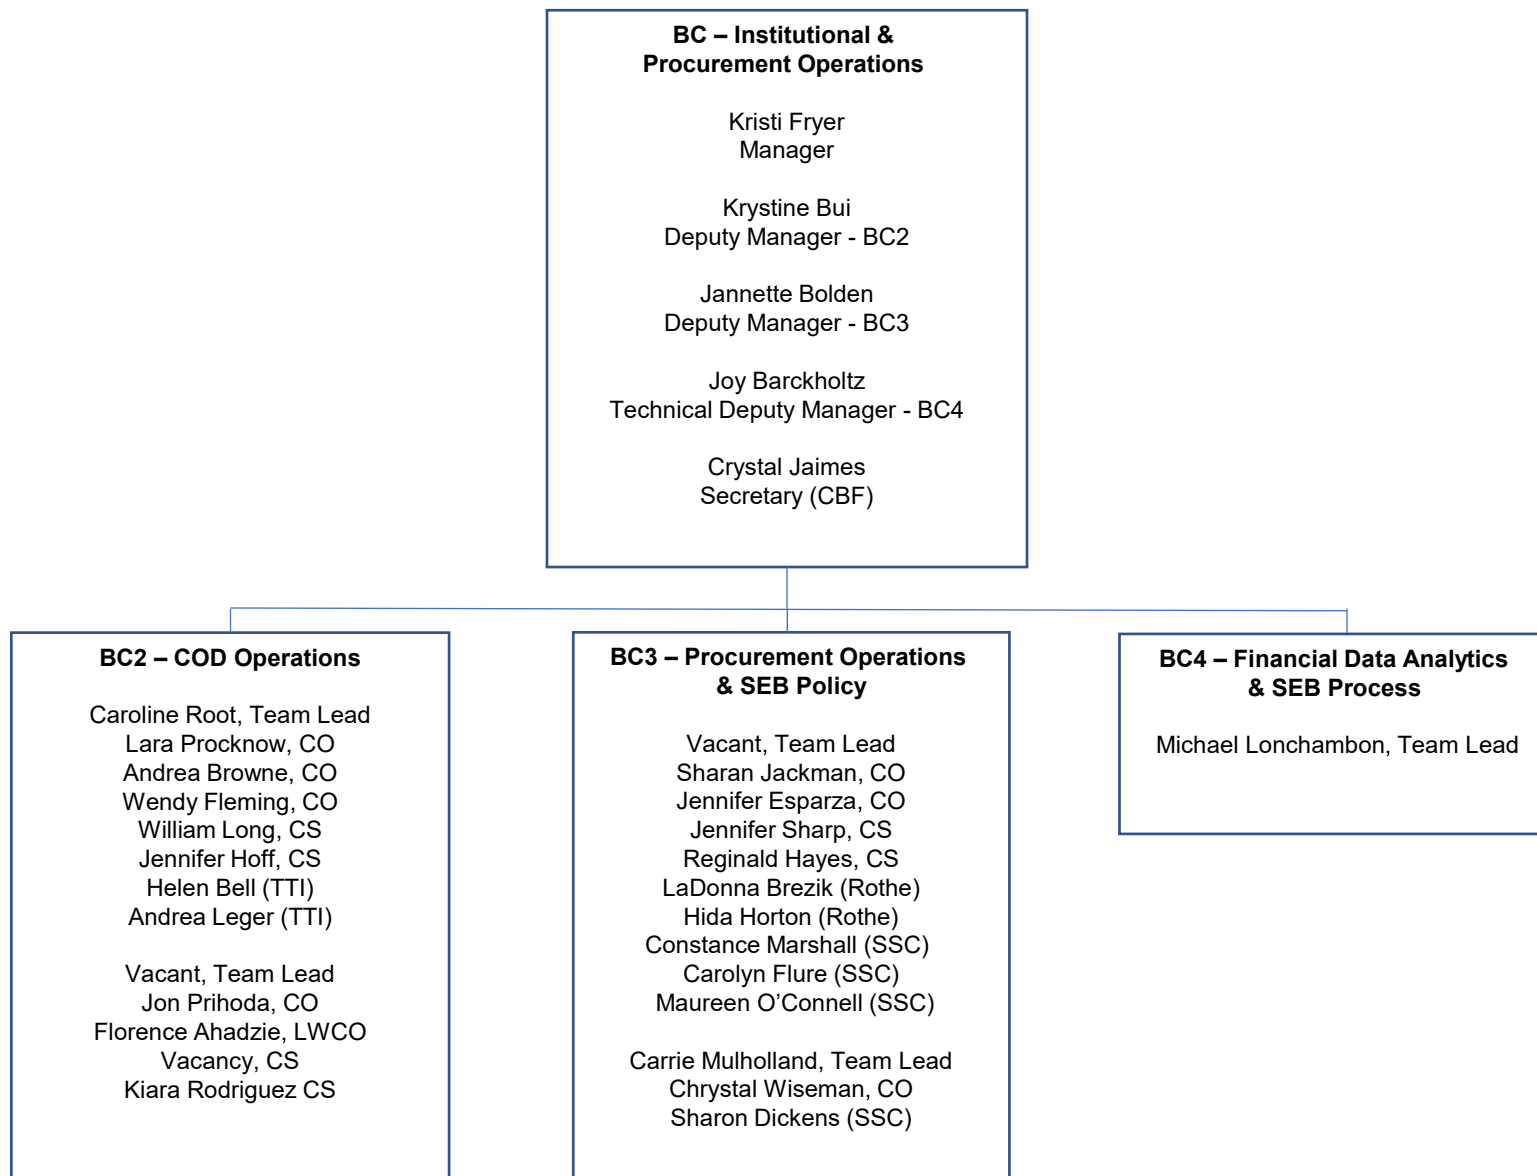 BC – Institutional &
Procurement Operations
Kristi Fryer
Manager
Krystine Bui
Deputy Manager - BC2
Jannette Bolden
Deputy Manager - BC3
Joy Barckholtz
Technical Deputy Manager - BC4
Crystal Jaimes
Secretary (CBF)
BC2 – COD Operations
Caroline Root, Team Lead
Lara Procknow, CO
Andrea Browne, CO
Wendy Fleming, CO
William Long, CS
Jennifer Hoff, CS
Helen Bell (TTI)
Andrea Leger (TTI)
Vacant, Team Lead
Jon Prihoda, CO
Florence Ahadzie, LWCO
Vacancy, CS
Kiara Rodriguez CS
BC3 – Procurement Operations
& SEB Policy
Vacant, Team Lead
Sharan Jackman, CO
Jennifer Esparza, CO
Jennifer Sharp, CS
Reginald Hayes, CS
LaDonna Brezik (Rothe)
Hida Horton (Rothe)
Constance Marshall (SSC)
Carolyn Flure (SSC)
Maureen O’Connell (SSC)
Carrie Mulholland, Team Lead
Chrystal Wiseman, CO
Sharon Dickens (SSC)
BC4 – Financial Data Analytics
& SEB Process
Michael Lonchambon, Team Lead